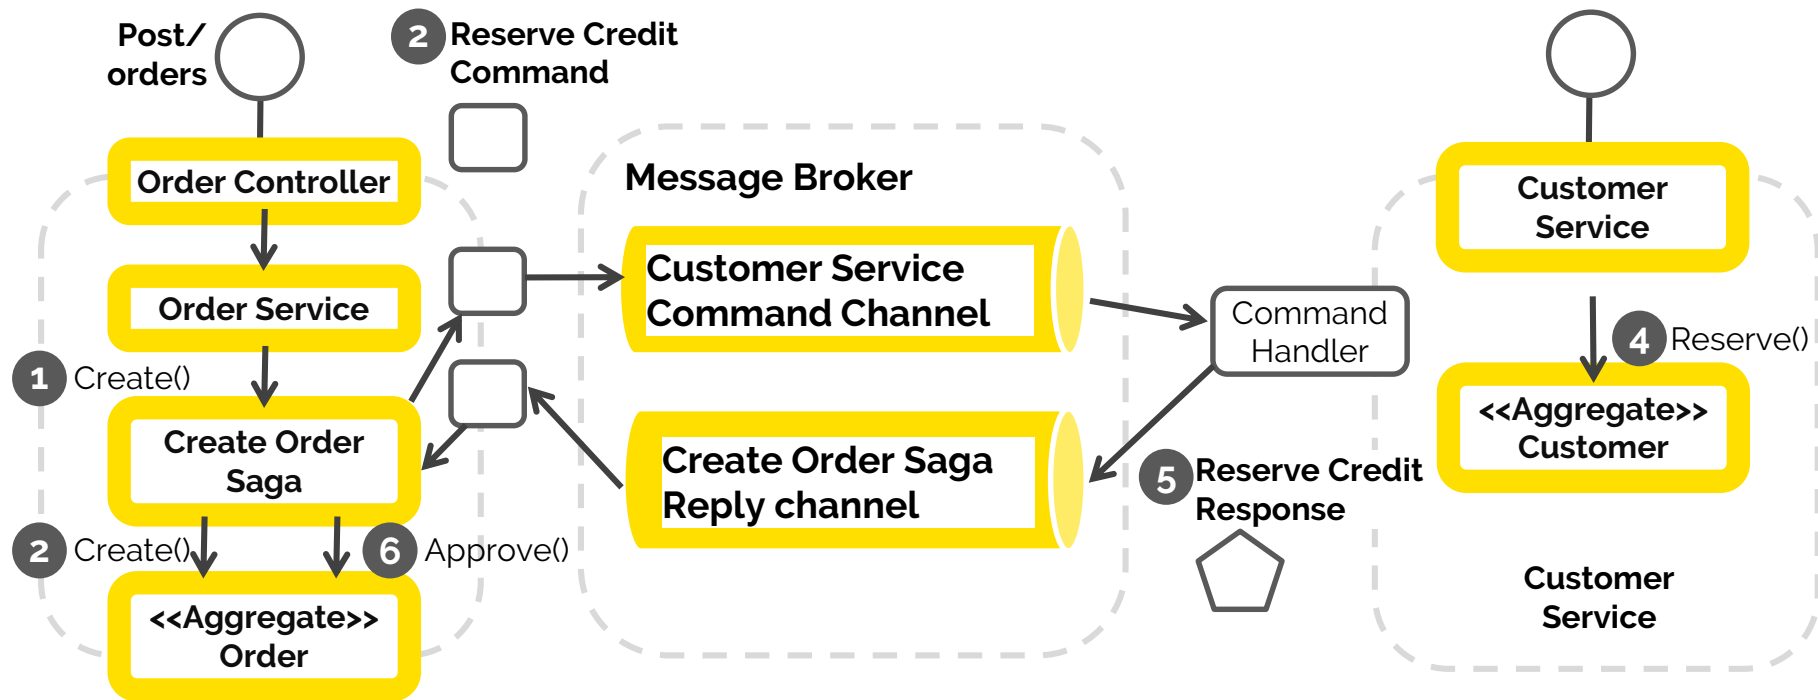 Post/
orders
2 Reserve Credit
Command
Order Controller
Order Service
1 Create()
Create Order
Saga
2 Create()
6 Approve()
<<Aggregate>>
Order
Message Broker
Customer Service
Command Channel
Create Order Saga
Reply channel
Command
Handler
5 Reserve Credit
Response
Customer
Service
4 Reserve()
<<Aggregate>>
Customer
Customer
Service